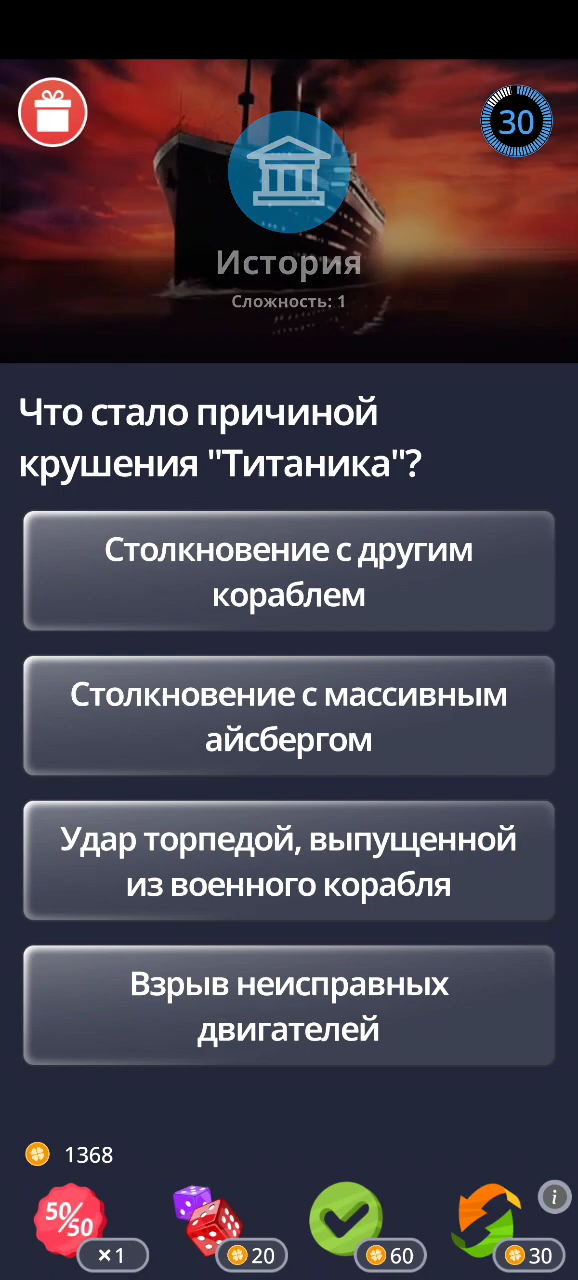 30
История
Сложность: 1
Что стало причиной
крушения "Титаника"?
Столкновение с другим
кораблем
Столкновение с массивным
айсбергом
Удар торпедой, выпущенной
из военного корабля
Взрыв неисправных
двигателей
1368
50/50
×1
20
60
30
i